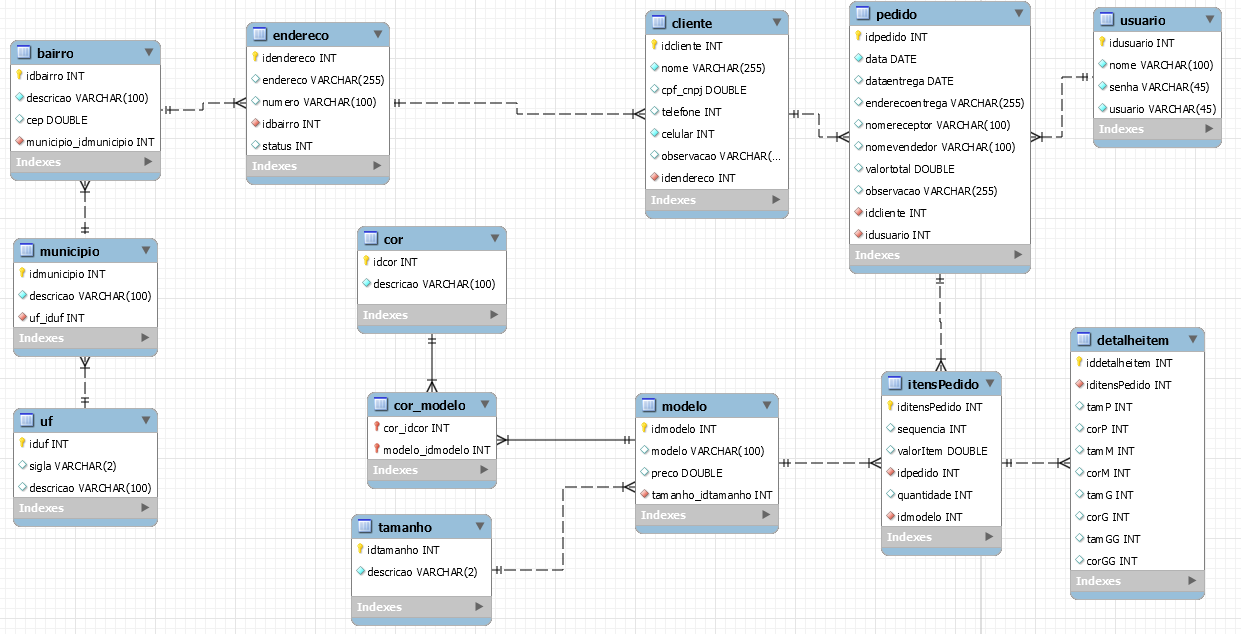 bairro
idbairro INT
descricao VARCHAR(100)
cep DOUBLE
municipio_idmunicipio INT
Indexes
endereco
idendereco INT
endereco VARCHAR(255)
numero VARCHAR(100)
idbairro INT
status INT
Indexes
cliente
idcliente INT
nome VARCHAR(255)
cpf_cnpj DOUBLE
telefone INT
celular INT
observacao VARCHAR(...
idendereco INT
Indexes
pedido
idpedido INT
data DATE
dataentrega DATE
enderecoentrega VARCHAR(255)
nomereceptor VARCHAR(100)
nomevendedor VARCHAR(100)
valortotal DOUBLE
observacao VARCHAR(255)
idcliente INT
idusuario INT
Indexes
usuario
idusuario INT
nome VARCHAR(100)
senha VARCHAR(45)
usuario VARCHAR(45)
Indexes
municipio
idmunicipio INT
descricao VARCHAR(100)
uf_iduf INT
Indexes
cor
idcor INT
descricao VARCHAR(100)
Indexes
uf
iduf INT
sigla VARCHAR(2)
descricao VARCHAR(100)
Indexes
cor_modelo
cor_idcor INT
modelo_idmodelo INT
Indexes
modelo
idmodelo INT
modelo VARCHAR(100)
preco DOUBLE
tamanho_idtamanho INT
Indexes
itensPedido
iditensPedido INT
sequencia INT
valorItem DOUBLE
idpedido INT
quantidade INT
idmodelo INT
Indexes
detalheitem
iddetalheitem INT
iditensPedido INT
tamP INT
corP INT
tamM INT
corM INT
tamG INT
corG INT
tamGG INT
corGG INT
Indexes
tamanho
idtamanho INT
descricao VARCHAR(2)
Indexes